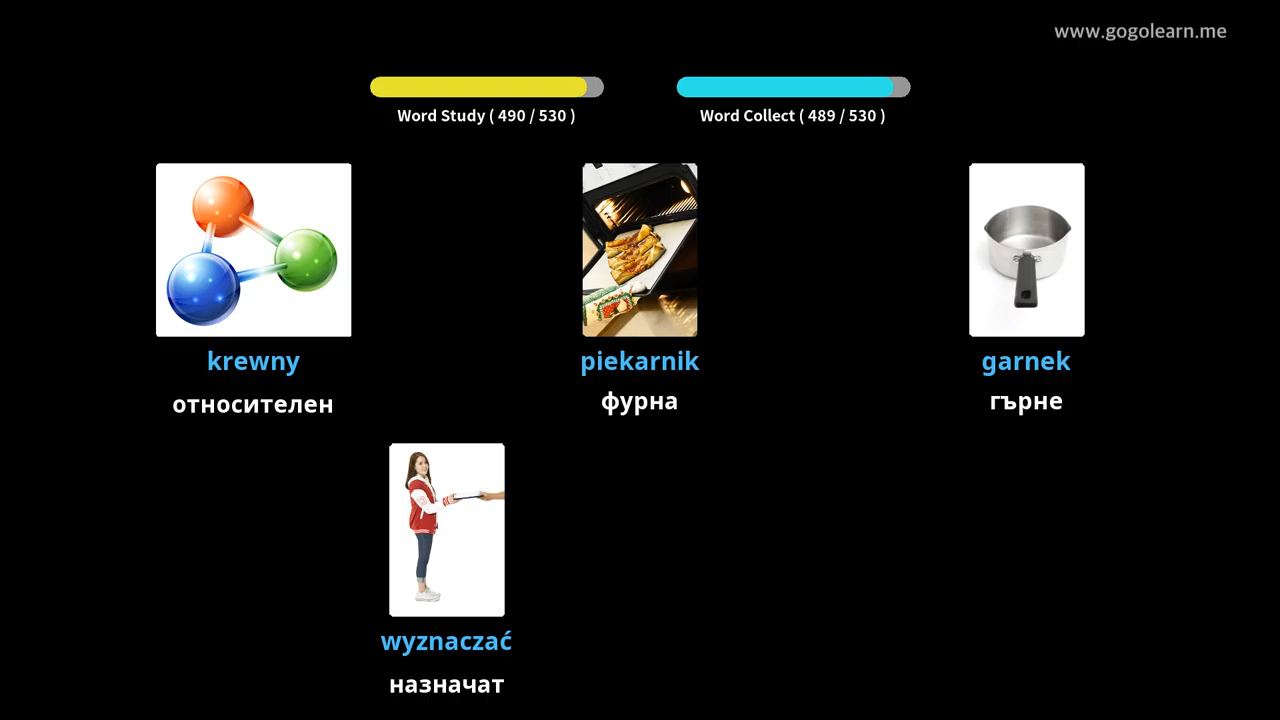 www.gogolearn.me
Word Study ( 490 / 530 )
Word Collect ( 489 / 530 )
krewny
относителен
piekarnik
фурна
garnek
гърне
wyznaczać
назначат